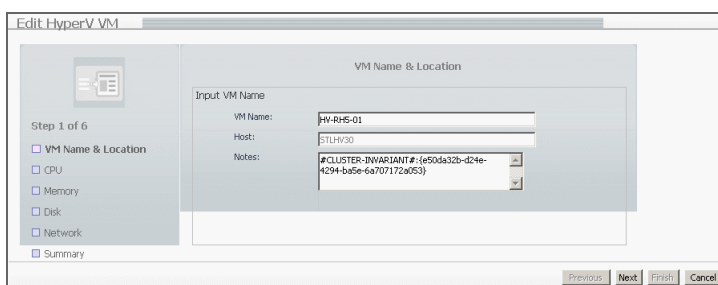 Edit HyperV VM
Step 1 of 6
VM Name & Location
CPU
Memory
Disk
Network
Summary
VM Name & Location
Input VM Name
VM Name: HV-RH5-01
Host: STLHV30
Notes: #CLUSTER-INVARIANT#:{e50da32b-d24e-
4294-ba5e-6a707172a053}
Previous Next Finish Cancel